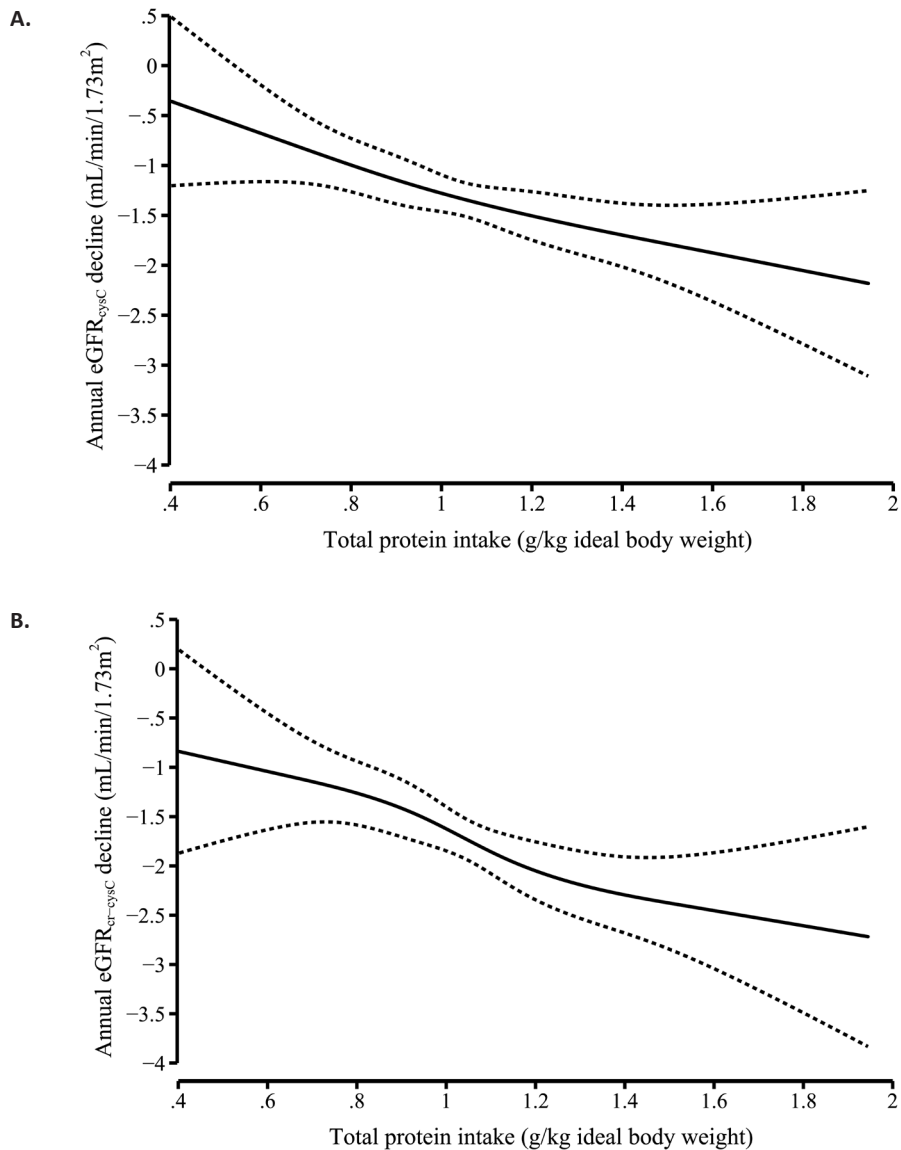 A.
.5
0
−.5
−1
−1.5
−2
−2.5
−3
−3.5
−4
Annual eGFRcysC decline (mL/min/1.73m²)
.4 .6 .8 1 1.2 1.4 1.6 1.8 2
Total protein intake (g/kg ideal body weight)
B.
.5
0
−.5
−1
−1.5
−2
−2.5
−3
−3.5
−4
Annual eGFRcr−cysC decline (mL/min/1.73m²)
.4 .6 .8 1 1.2 1.4 1.6 1.8 2
Total protein intake (g/kg ideal body weight)